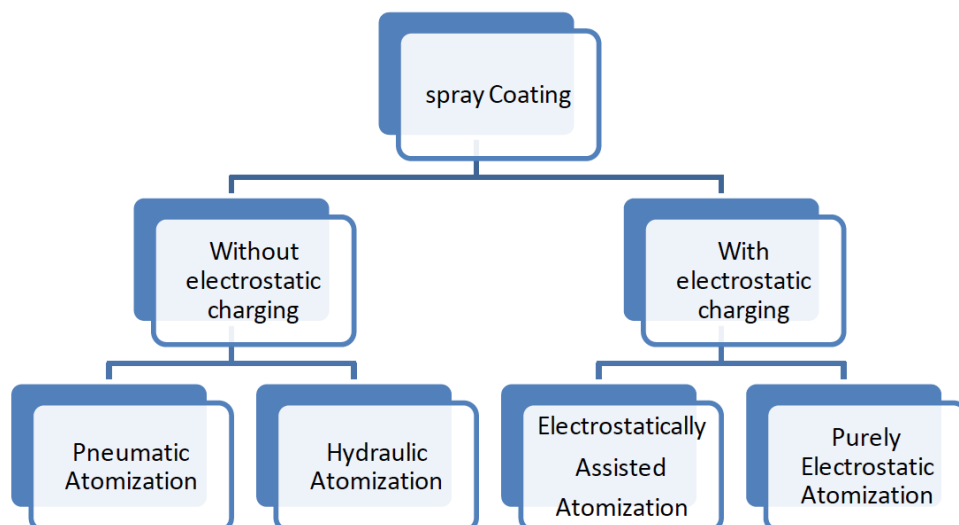 spray Coating
Without
electrostatic
charging
With
electrostatic
charging
Pneumatic
Atomization
Hydraulic
Atomization
Electrostatically
Assisted
Atomization
Purely
Electrostatic
Atomization